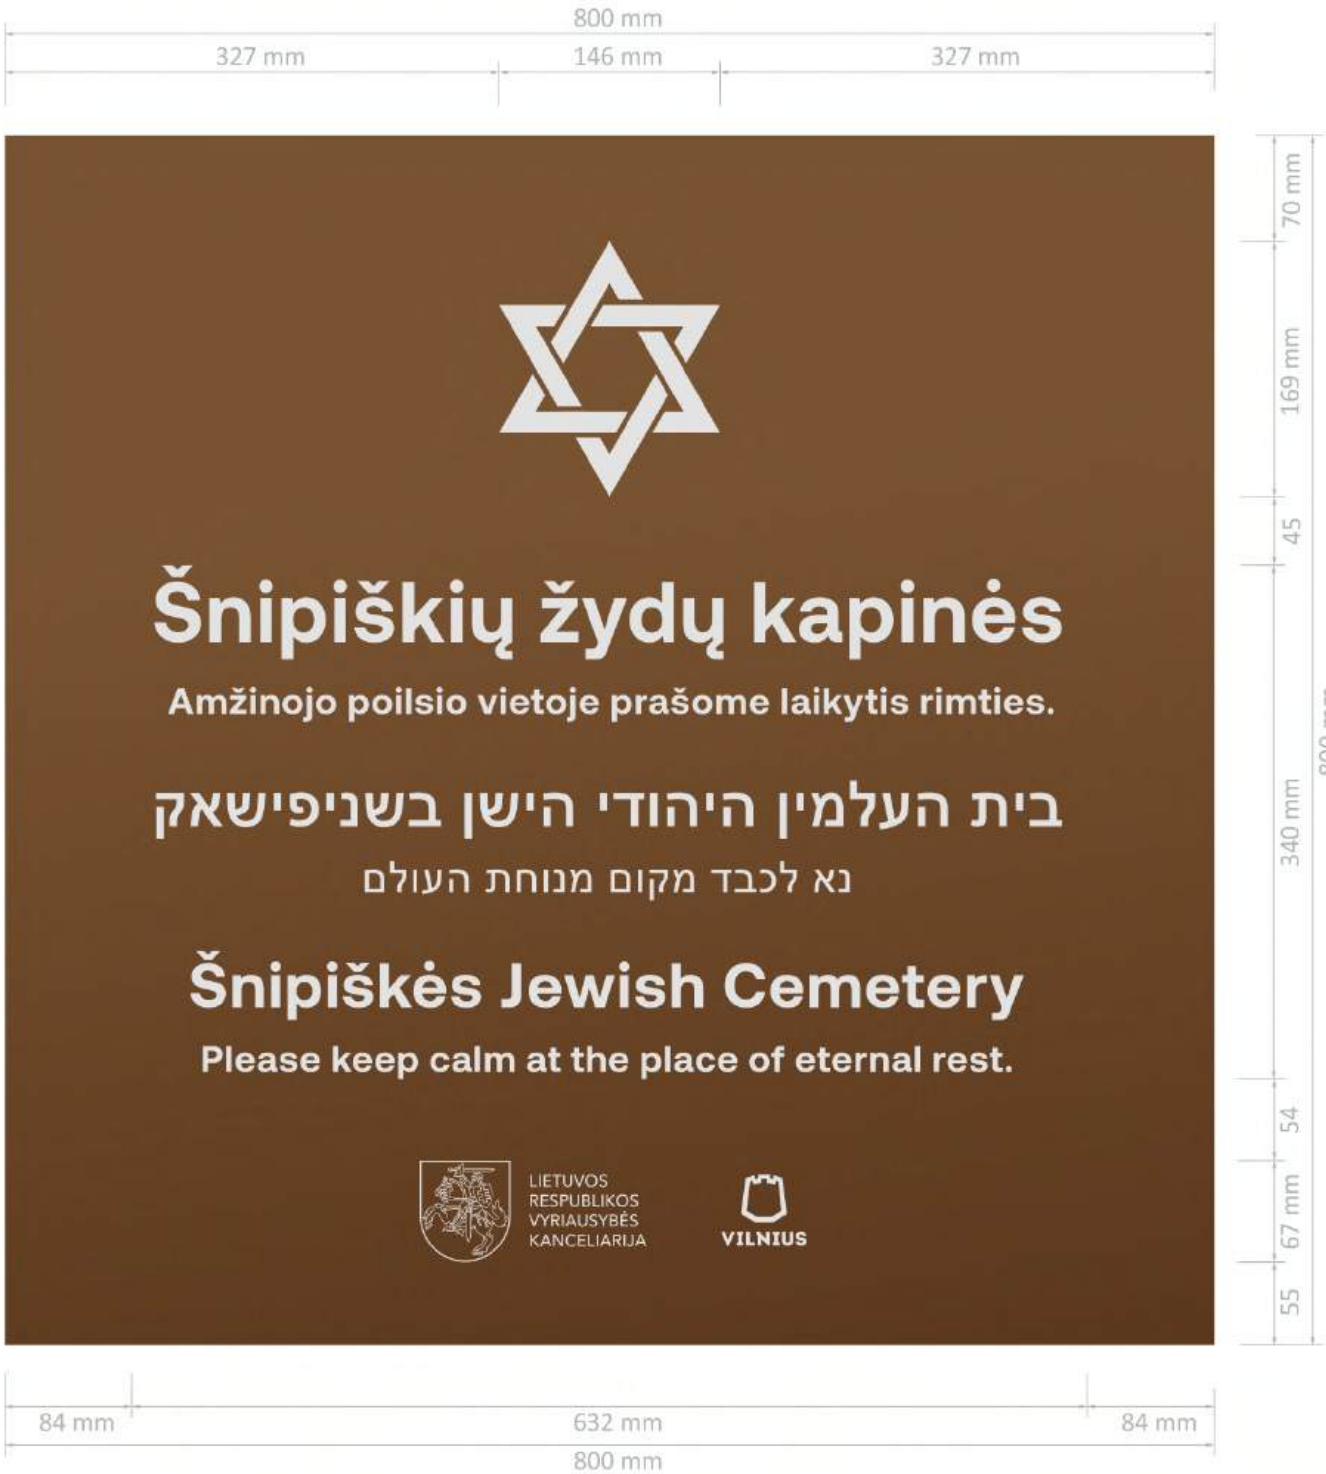 800 mm
327 mm 146 mm 327 mm
70 mm
169 mm
45
Šnipiškių žydų kapinės
Amžinojo poilsio vietoje prašome laikytis rimties.
בית העלמין היהודי הישן בשניפישאק
נא לכבד מקום מנוחת העולם
Šnipiškės Jewish Cemetery
Please keep calm at the place of eternal rest.
340 mm
800 mm
54
LIETUVOS
RESPUBLIKOS
VYRIAUSYBĖS
KANCELIARIJA
VILNIUS
67 mm
55
84 mm 632 mm 84 mm
800 mm